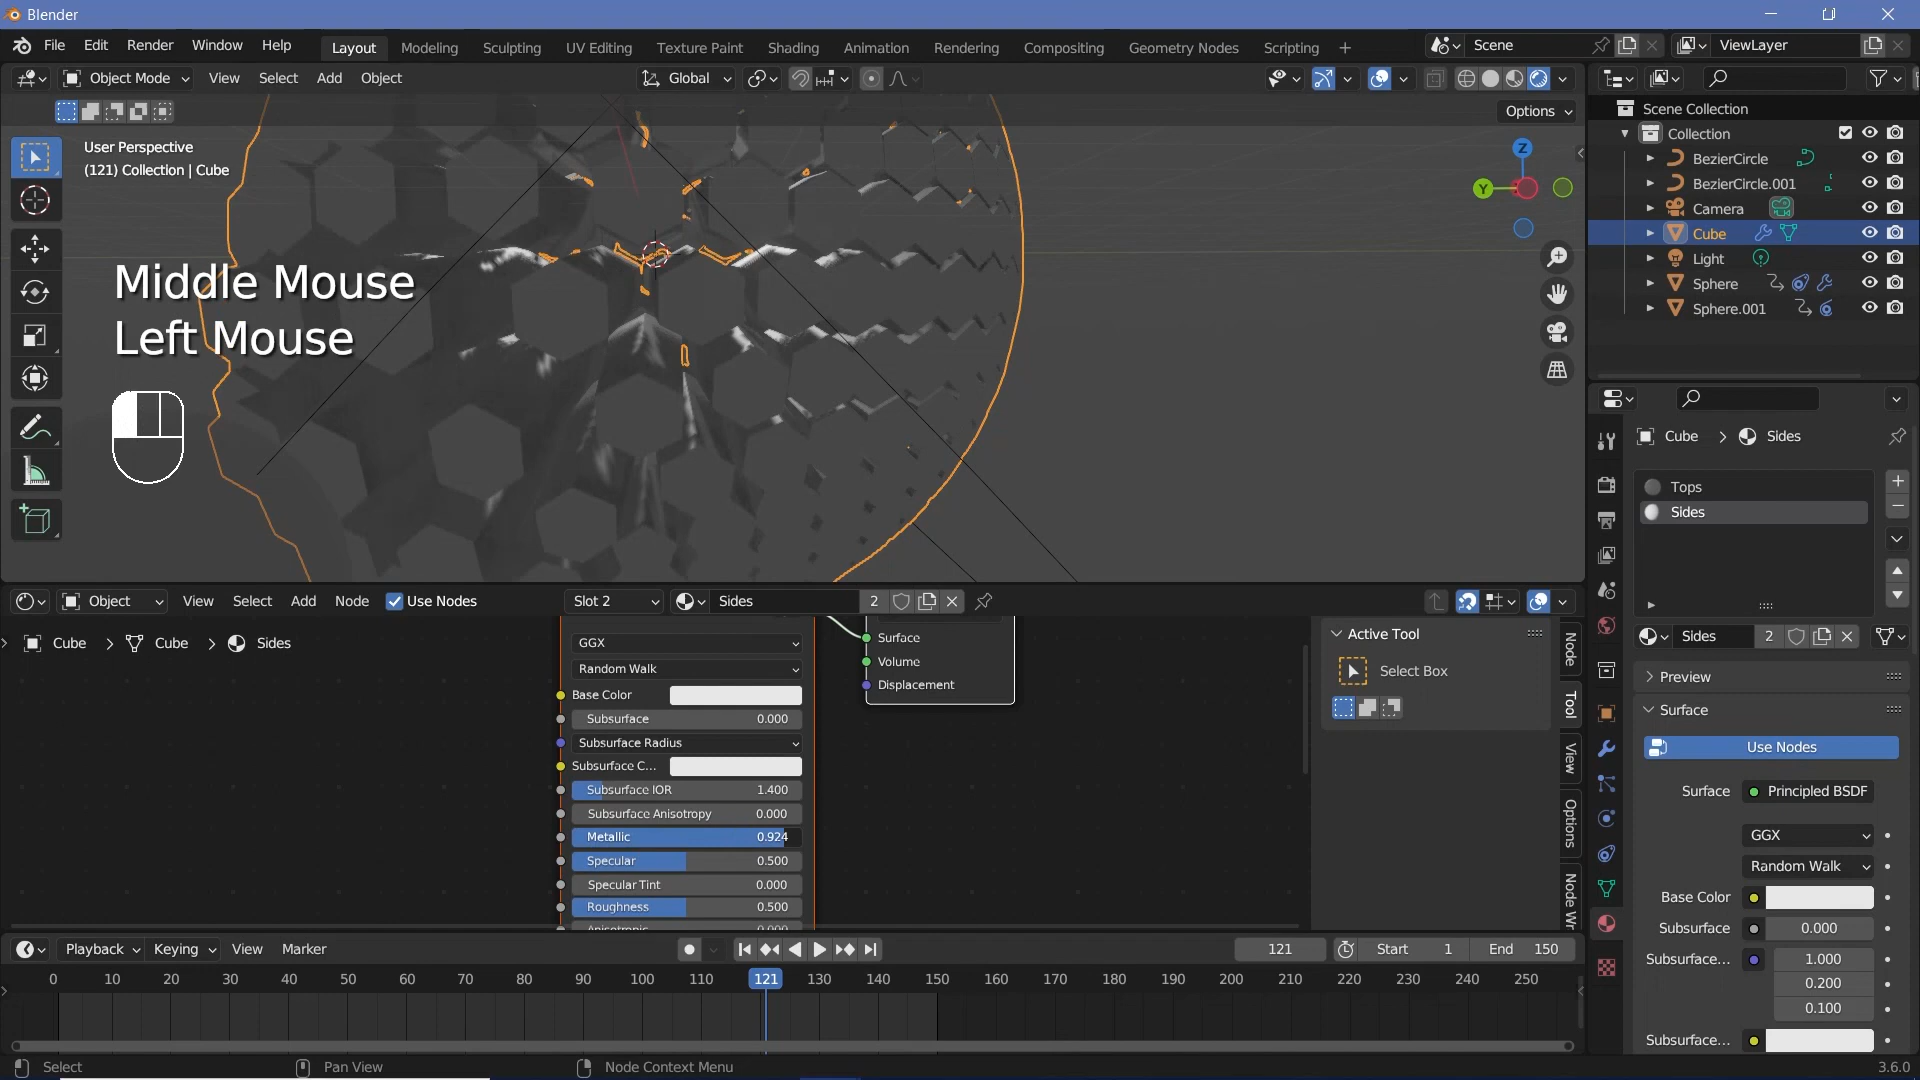 Blender
File Edit Render Window Help Layout Modeling Sculpting UV Editing Texture Paint Shading Animation Rendering Compositing Geometry Nodes Scripting + Scene ViewLayer
Object Mode View Select Add Object Global
Options
User Perspective
(121) Collection | Cube
Z
Y
Middle Mouse
Left Mouse
Scene Collection
Collection
BezierCircle
BezierCircle.001
Camera
Cube
Light
Sphere
Sphere.001
Cube > Sides
Tops
Sides
Sides 2
Preview
Surface
Use Nodes
Surface Principled BSDF
GGX
Random Walk
Base Color
Subsurface 0.000
Subsurface... 1.000
0.200
0.100
Subsurface...
Object View Select Add Node Use Nodes Slot 2 Sides 2
Cube > Cube > Sides
GGX
Random Walk
Base Color
Subsurface 0.000
Subsurface Radius
Subsurface C...
Subsurface IOR 1.400
Subsurface Anisotropy 0.000
Metallic 0.924
Specular 0.500
Specular Tint 0.000
Roughness 0.500
Anisotropic 0.000
Surface
Volume
Displacement
Active Tool
Select Box
Node
Tool
View
Options
Node Wr
Playback Keying View Marker 121 Start 1 End 150
0 10 20 30 40 50 60 70 80 90 100 110 121 130 140 150 160 170 180 190 200 210 220 230 240 250
Select Pan View Node Context Menu 3.6.0